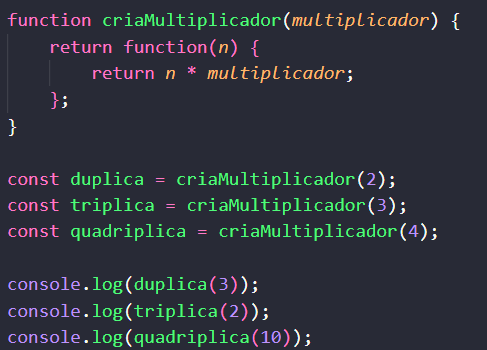 function criaMultiplicador(multiplicador) {
    return function(n) {
        return n * multiplicador;
    };
}

const duplica = criaMultiplicador(2);
const triplica = criaMultiplicador(3);
const quadriplica = criaMultiplicador(4);

console.log(duplica(3));
console.log(triplica(2));
console.log(quadriplica(10));